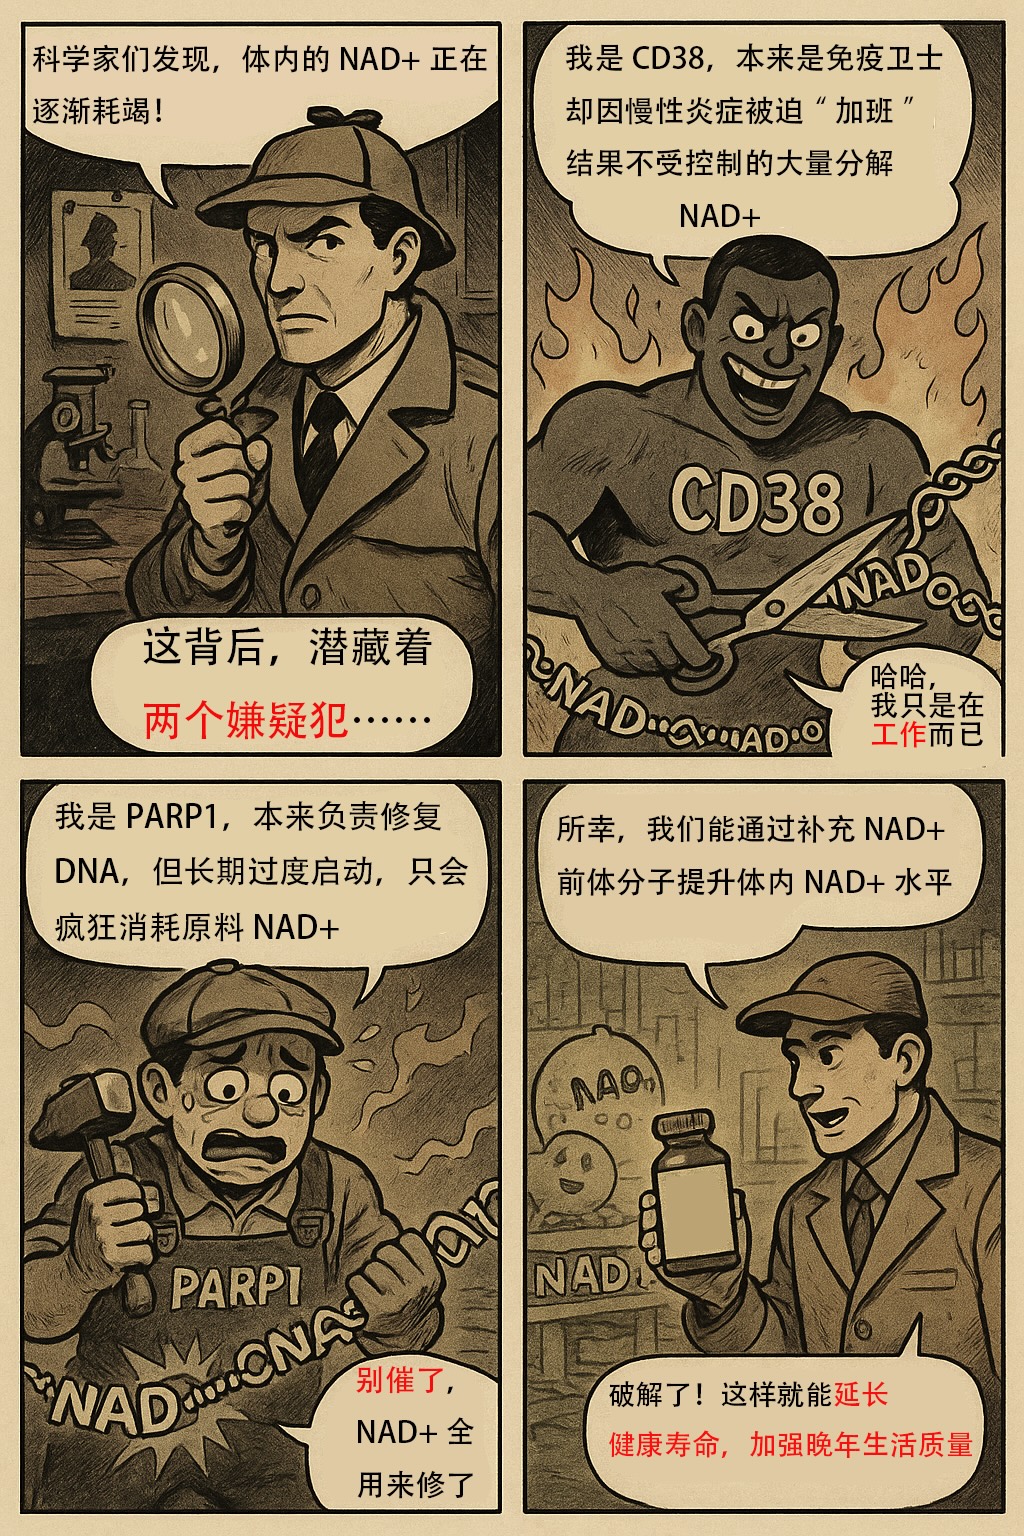 科学家们发现，体内的 NAD+ 正在
逐渐耗竭！
这背后，潜藏着
两个嫌疑犯……
我是 CD38，本来是免疫卫士
却因慢性炎症被迫“加班”
结果不受控制的大量分解
NAD+
CD38
NAD
NAD
NAD
哈哈，
我只是在
工作而已
我是 PARP1，本来负责修复
DNA，但长期过度启动，只会
疯狂消耗原料 NAD+
PARP1
NAD
别催了，
NAD+ 全
用来修了
所幸，我们能通过补充 NAD+
前体分子提升体内 NAD+ 水平
NAD
破解了！这样就能延长
健康寿命，加强晚年生活质量